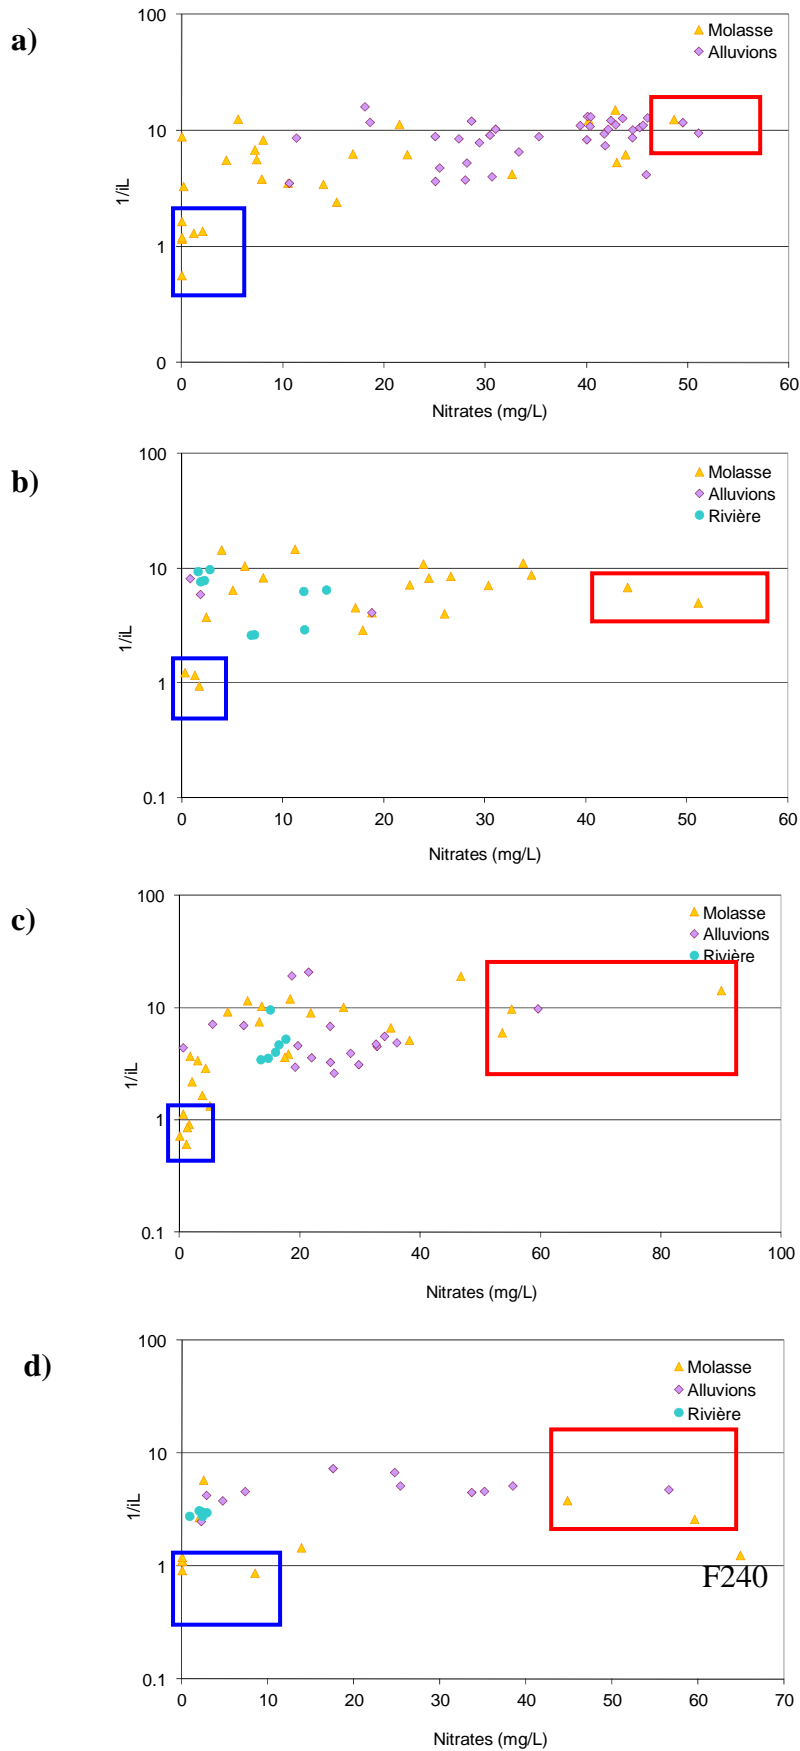 a)
100
Molasse
Alluvions
10
1/iL
1
0
0 10 20 30 40 50 60
Nitrates (mg/L)
b)
100
Molasse
Alluvions
Rivière
10
1/iL
1
0.1
0 10 20 30 40 50 60
Nitrates (mg/L)
c)
100
Molasse
Alluvions
Rivière
10
1/iL
1
0.1
0 20 40 60 80 100
Nitrates (mg/L)
d)
100
Molasse
Alluvions
Rivière
10
1/iL
1
F240
0.1
0 10 20 30 40 50 60 70
Nitrates (mg/L)